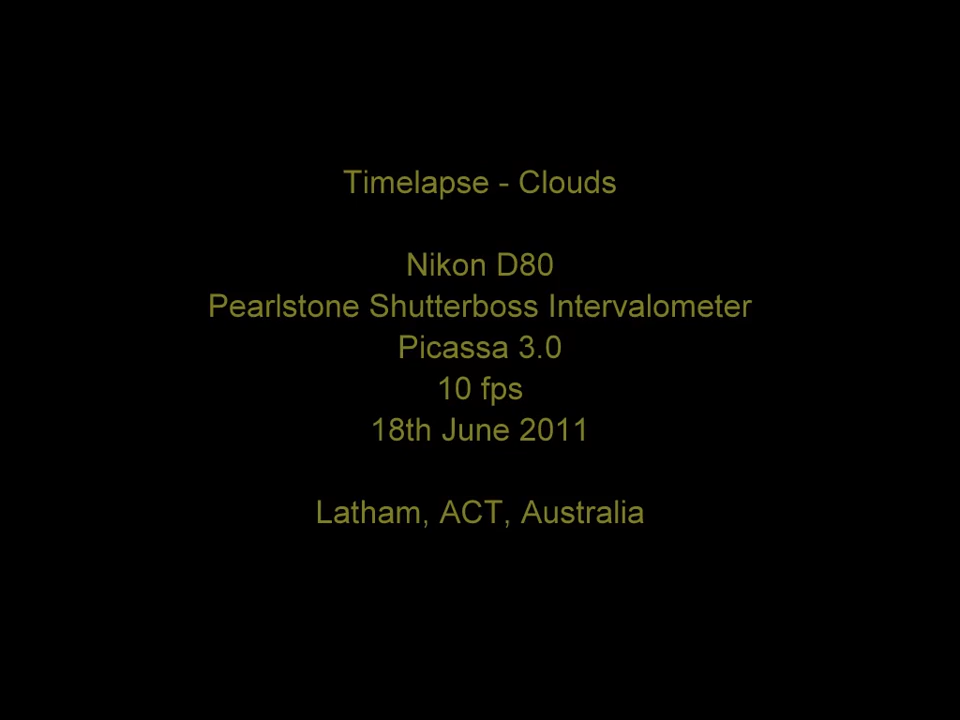 Timelapse - Clouds
Nikon D80
Pearlstone Shutterboss Intervalometer
Picassa 3.0
10 fps
18th June 2011
Latham, ACT, Australia